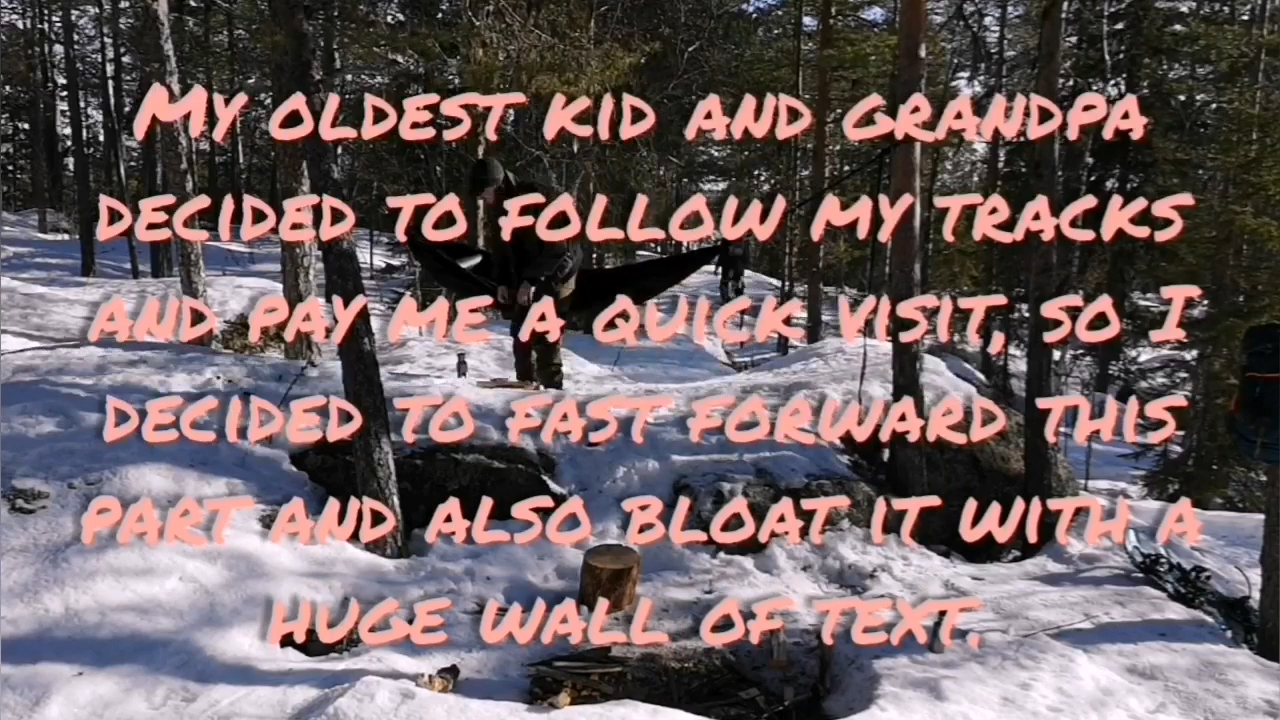 My oldest kid and grandpa
decided to follow my tracks
and pay me a quick visit, so I
decided to fast forward this
part and also bloat it with a
huge wall of text.